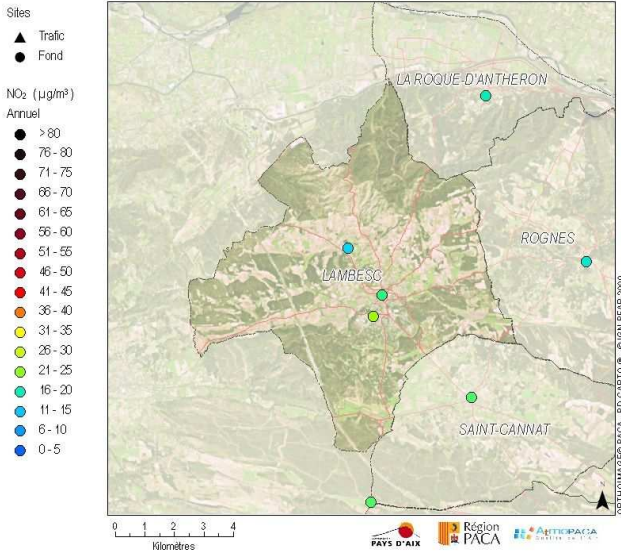 Sites
Trafic
Fond
NO₂ (µg/m³)
Annuel
> 80
76 - 80
71 - 75
66 - 70
61 - 65
56 - 60
51 - 55
46 - 50
41 - 45
36 - 40
31 - 35
26 - 30
21 - 25
16 - 20
11 - 15
6 - 10
0 - 5
LA ROQUE-D'ANTHERON
ROGNES
LAMBESC
SAINT-CANNAT
0 1 2 3 4
Kilomètres
PAYS D'AIX
Région
PACA
ATMOPACA